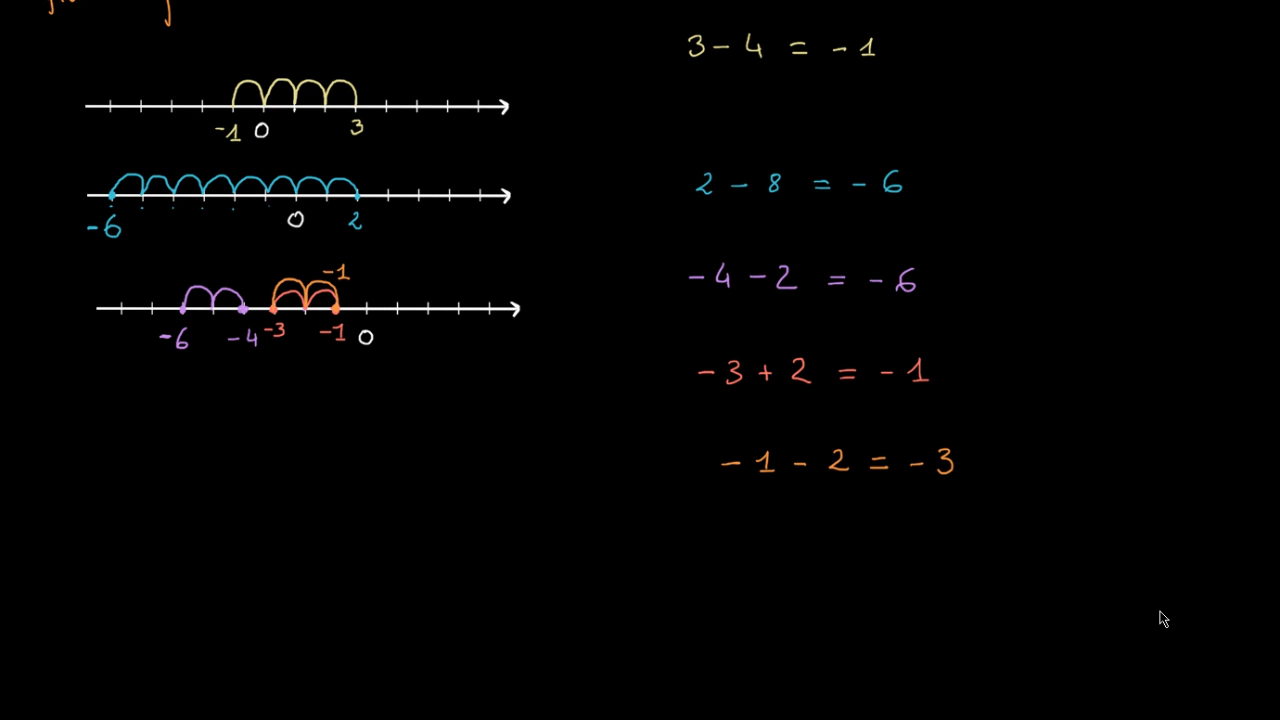 3 - 4 = - 1
-1 0 3
2 - 8 = - 6
-6 0 2
-4 - 2 = - 6
-1
-6 -4 -3 -1 0
-3 + 2 = - 1
-1 - 2 = - 3